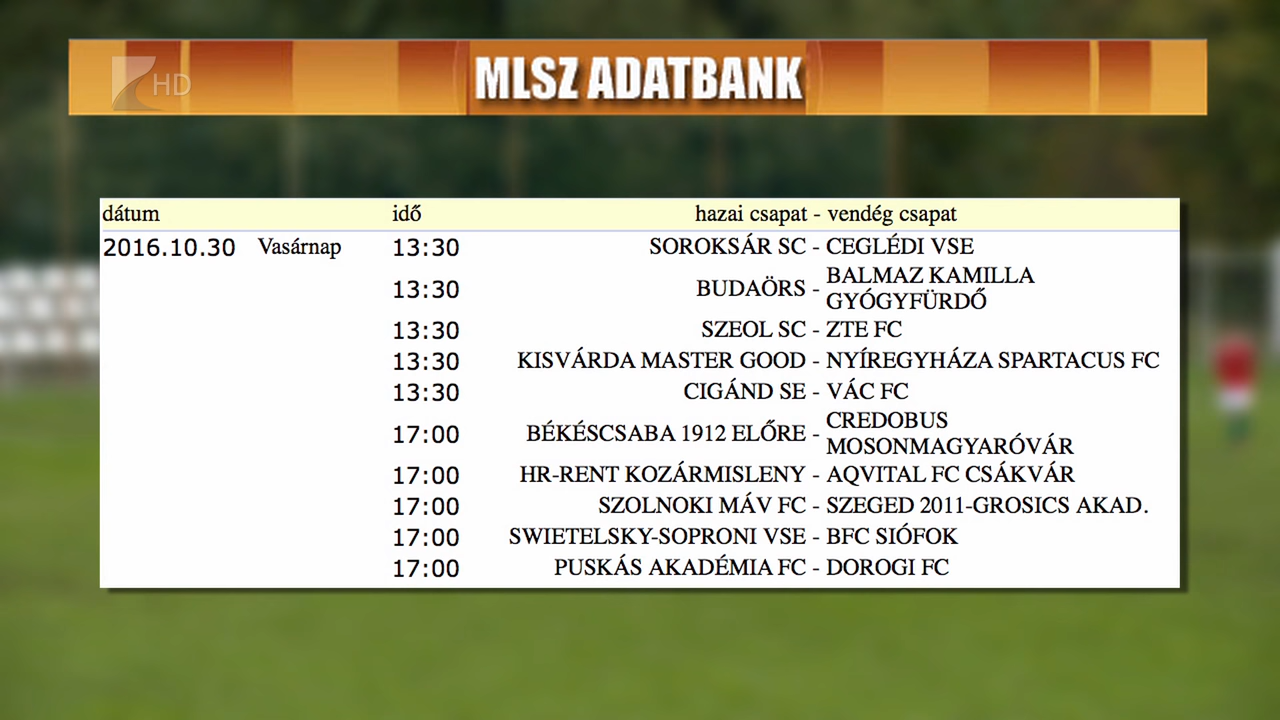 HD
MLSZ ADATBANK
dátum idő hazai csapat - vendég csapat
2016.10.30 Vasárnap 13:30 SOROKSÁR SC - CEGLÉDI VSE
13:30 BUDAÖRS - BALMAZ KAMILLA
GYÓGYFÜRDŐ
13:30 SZEOL SC - ZTE FC
13:30 KISVÁRDA MASTER GOOD - NYÍREGYHÁZA SPARTACUS FC
13:30 CIGÁND SE - VÁC FC
17:00 BÉKÉSCSABA 1912 ELŐRE - CREDOBUS
MOSONMAGYARÓVÁR
17:00 HR-RENT KOZÁRMISLENY - AQVITAL FC CSÁKVÁR
17:00 SZOLNOKI MÁV FC - SZEGED 2011-GROSICS AKAD.
17:00 SWIETELSKY-SOPRONI VSE - BFC SIÓFOK
17:00 PUSKÁS AKADÉMIA FC - DOROGI FC